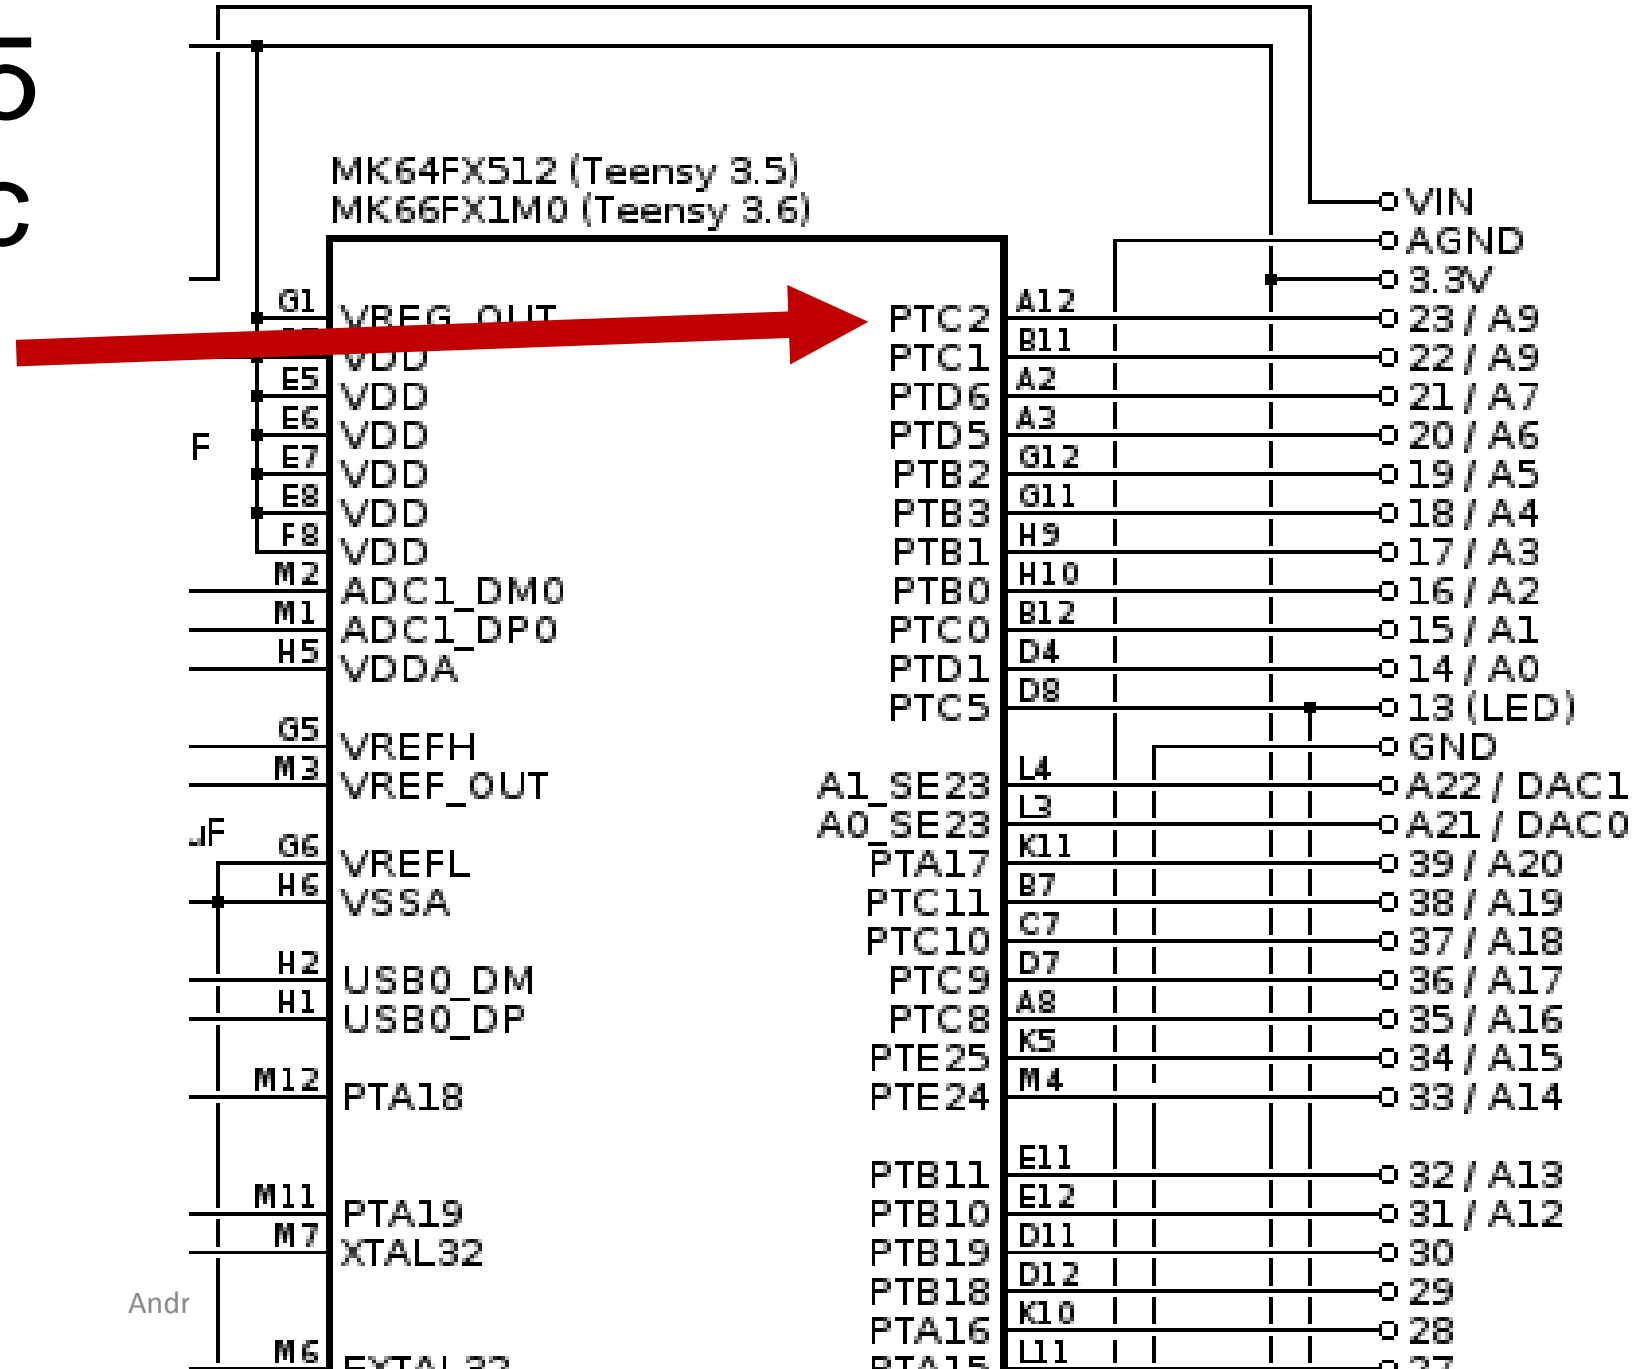 5
C
MK64FX512 (Teensy 3.5)
MK66FX1M0 (Teensy 3.6)
VIN
AGND
3.3V
G1 VREG_OUT PTC2 A12 23 / A9
VDD PTC1 B11 22 / A9
E5 VDD PTD6 A2 21 / A7
E6 VDD PTD5 A3 20 / A6
F
E7 VDD PTB2 G12 19 / A5
E8 VDD PTB3 G11 18 / A4
F8 VDD PTB1 H9 17 / A3
M2 ADC1_DM0 PTB0 H10 16 / A2
M1 ADC1_DP0 PTC0 B12 15 / A1
H5 VDDA PTD1 D4 14 / A0
PTC5 D8 13 (LED)
G5 VREFH GND
M3 VREF_OUT A1_SE23 L4 A22 / DAC1
A0_SE23 L3 A21 / DAC0
uF
G6 VREFL PTA17 K11 39 / A20
H6 VSSA PTC11 B7 38 / A19
PTC10 C7 37 / A18
H2 USB0_DM PTC9 D7 36 / A17
H1 USB0_DP PTC8 A8 35 / A16
PTE25 K5 34 / A15
M12 PTA18 PTE24 M4 33 / A14
PTB11 E11 32 / A13
M11 PTA19 PTB10 E12 31 / A12
M7 XTAL32 PTB19 D11 30
PTB18 D12 29
Andr
PTA16 K10 28
M6 EXTAL32 PTA15 L11 27